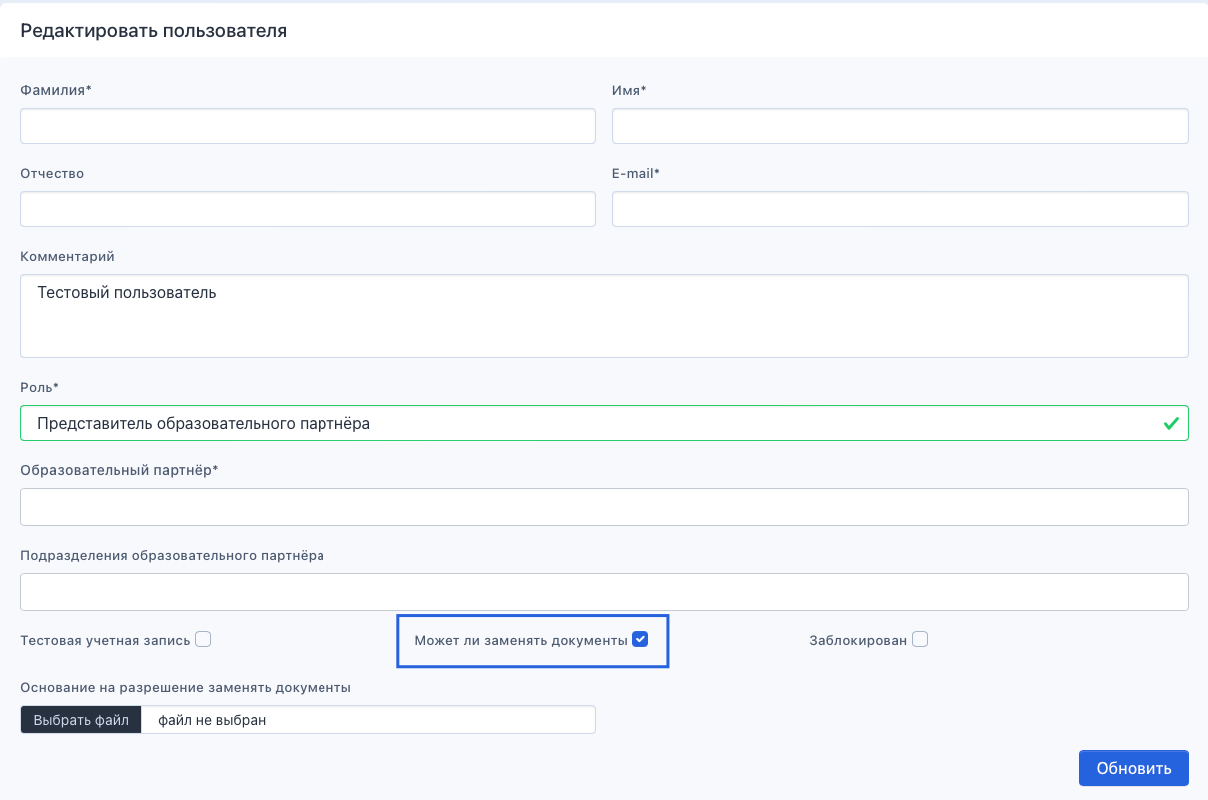 Редактировать пользователя
Фамилия*
Имя*
Отчество
E-mail*
Комментарий
Тестовый пользователь
Роль*
Представитель образовательного партнёра
Образовательный партнёр*
Подразделения образовательного партнёра
Тестовая учетная запись
Может ли заменять документы
Заблокирован
Основание на разрешение заменять документы
Выбрать файл
файл не выбран
Обновить